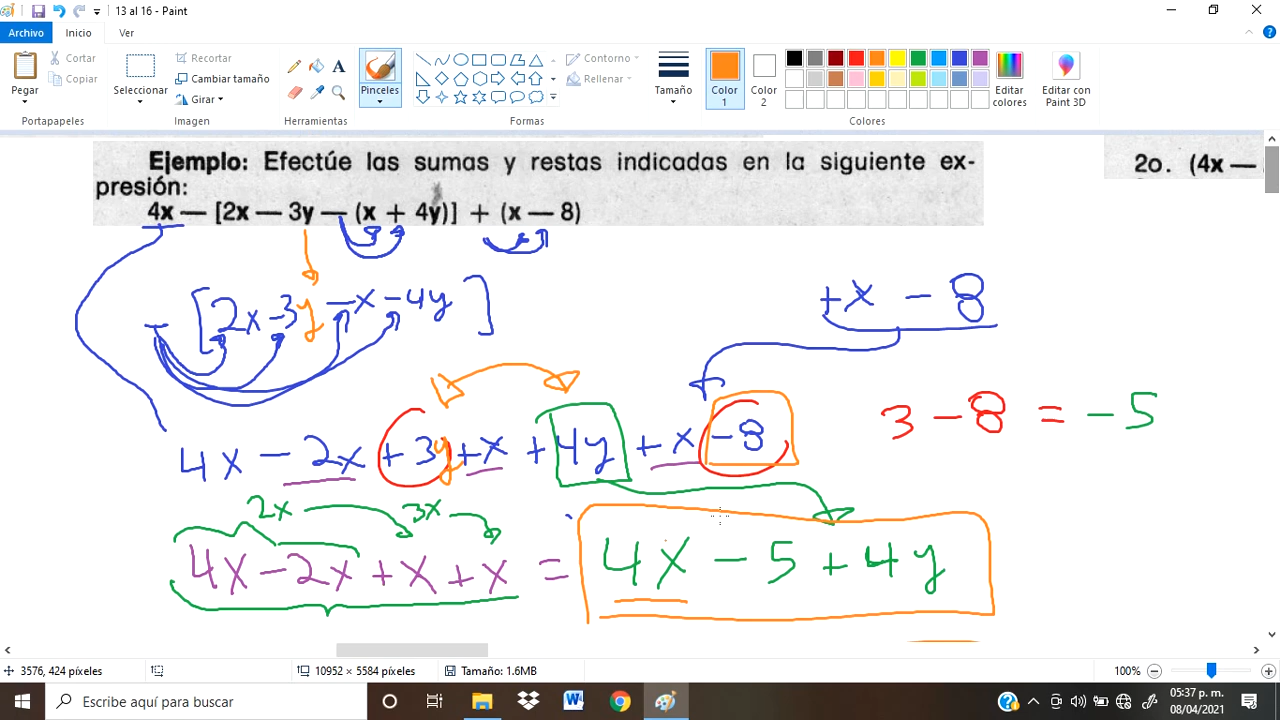 13 al 16 - Paint
Archivo Inicio Ver
Pegar
Cortar
Copiar
Portapapeles
Seleccionar
Recortar
Cambiar tamaño
Girar
Imagen
A
Herramientas
Pinceles
Contorno
Rellenar
Formas
Tamaño
Color 1
Color 2
Editar colores
Editar con Paint 3D
Colores
Ejemplo: Efectúe las sumas y restas indicadas en la siguiente ex-
presión:
4x — [2x — 3y — (x + 4y)] + (x — 8)
2o. (4x —
- [2x - 3y - x - 4y]
+x - 8
3 - 8 = -5
4x - 2x + 3y + x + 4y + x - 8
2x 3x
4x - 2x + x + x = 4x - 5 + 4y
3576, 424 píxeles
10952 × 5584 píxeles
Tamaño: 1.6MB
100%
Escribe aquí para buscar
05:37 p. m.
08/04/2021